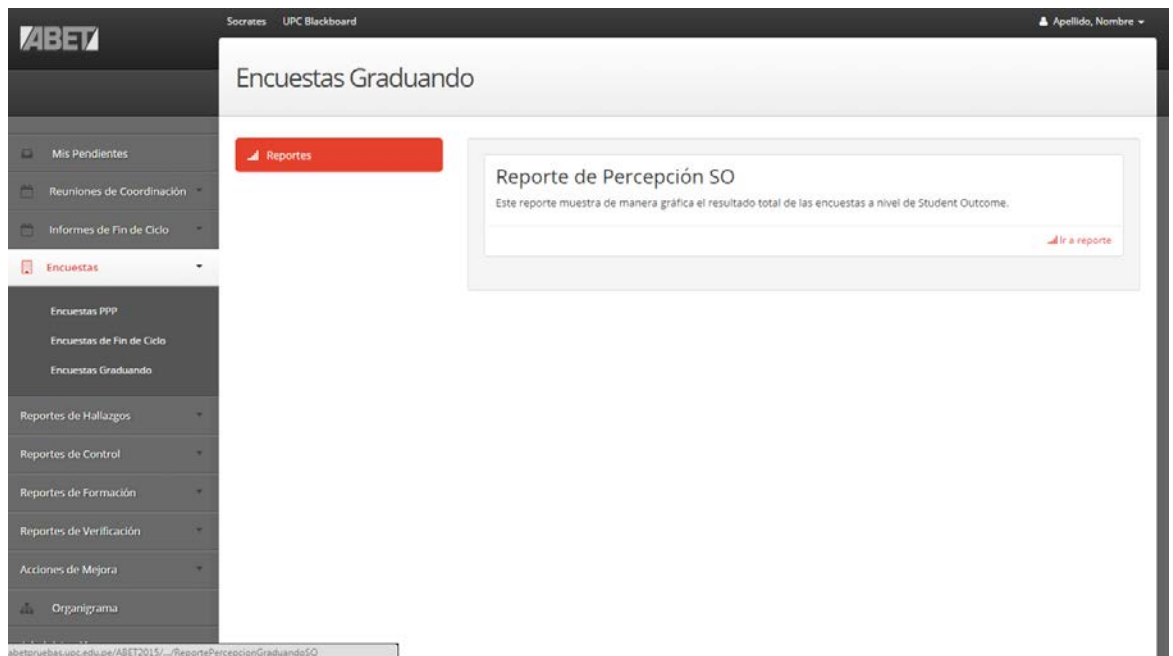 ABET
Socrates UPC Blackboard
Apellido, Nombre
Encuestas Graduando
Mis Pendientes
Reuniones de Coordinación
Informes de Fin de Ciclo
Encuestas
Encuestas PPP
Encuestas de Fin de Ciclo
Encuestas Graduando
Reportes de Hallazgos
Reportes de Control
Reportes de Formación
Reportes de Verificación
Acciones de Mejora
Organigrama
Reportes
Reporte de Percepción SO
Este reporte muestra de manera gráfica el resultado total de las encuestas a nivel de Student Outcome.
Ir a reporte
abetpruebas.upc.edu.pe/ABET2015/.../ReportePercepcionGraduandoSO